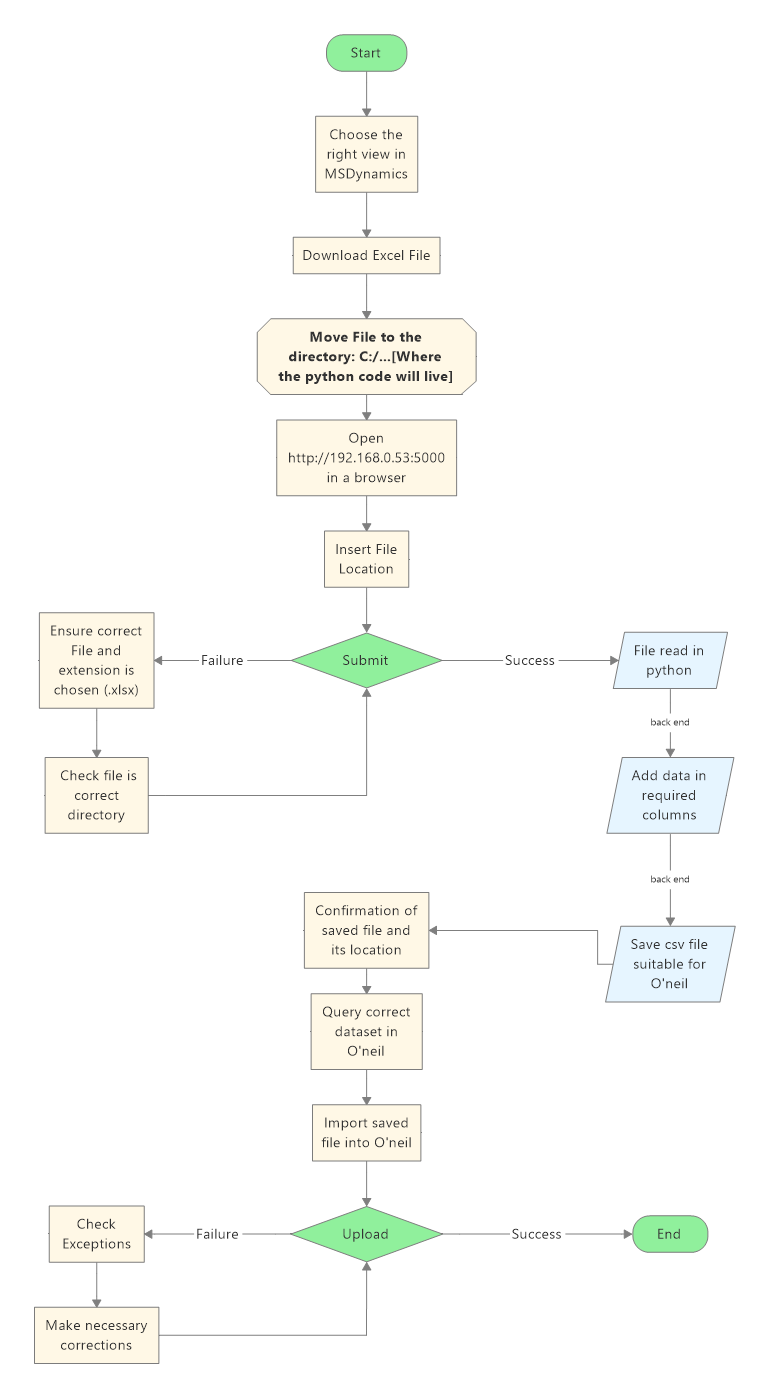 Start
Choose the
right view in
MSDynamics
Download Excel File
Move File to the
directory: C:/...[Where
the python code will live]
Open
http://192.168.0.53:5000
in a browser
Insert File
Location
Ensure correct
File and
extension is
chosen (.xlsx)
Failure
Submit
Success
File read in
python
back end
Check file is
correct
directory
Add data in
required
columns
back end
Confirmation of
saved file and
its location
Save csv file
suitable for
O'neil
Query correct
dataset in
O'neil
Import saved
file into O'neil
Check
Exceptions
Failure
Upload
Success
End
Make necessary
corrections